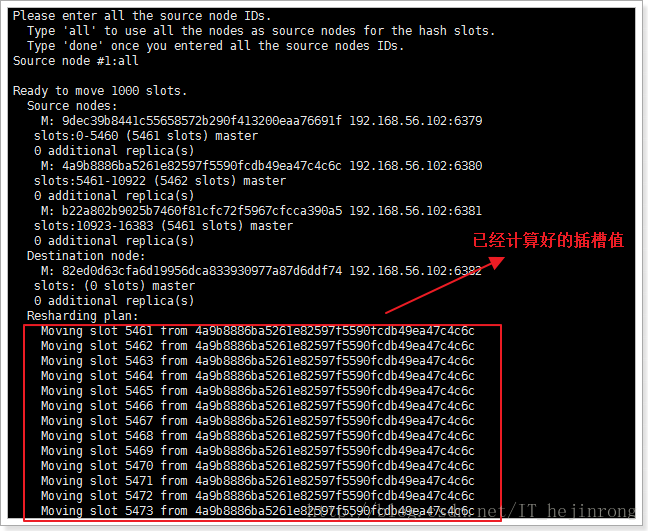 Please enter all the source node IDs.
Type 'all' to use all the nodes as source nodes for the hash slots.
Type 'done' once you entered all the source nodes IDs.
Source node #1:all
Ready to move 1000 slots.
Source nodes:
M: 9dec39b8441c55658572b290f413200eaa76691f 192.168.56.102:6379
slots:0-5460 (5461 slots) master
0 additional replica(s)
M: 4a9b8886ba5261e82597f5590fcdb49ea47c4c6c 192.168.56.102:6380
slots:5461-10922 (5462 slots) master
0 additional replica(s)
M: b22a802b9025b7460f81cfc72f5967cfcca390a5 192.168.56.102:6381
slots:10923-16383 (5461 slots) master
0 additional replica(s)
已经计算好的插槽值
Destination node:
M: 82ed0d63cfa6d19956dca833930977a87d6ddf74 192.168.56.102:6382
slots: (0 slots) master
0 additional replica(s)
Resharding plan:
Moving slot 5461 from 4a9b8886ba5261e82597f5590fcdb49ea47c4c6c
Moving slot 5462 from 4a9b8886ba5261e82597f5590fcdb49ea47c4c6c
Moving slot 5463 from 4a9b8886ba5261e82597f5590fcdb49ea47c4c6c
Moving slot 5464 from 4a9b8886ba5261e82597f5590fcdb49ea47c4c6c
Moving slot 5465 from 4a9b8886ba5261e82597f5590fcdb49ea47c4c6c
Moving slot 5466 from 4a9b8886ba5261e82597f5590fcdb49ea47c4c6c
Moving slot 5467 from 4a9b8886ba5261e82597f5590fcdb49ea47c4c6c
Moving slot 5468 from 4a9b8886ba5261e82597f5590fcdb49ea47c4c6c
Moving slot 5469 from 4a9b8886ba5261e82597f5590fcdb49ea47c4c6c
Moving slot 5470 from 4a9b8886ba5261e82597f5590fcdb49ea47c4c6c
Moving slot 5471 from 4a9b8886ba5261e82597f5590fcdb49ea47c4c6c
Moving slot 5472 from 4a9b8886ba5261e82597f5590fcdb49ea47c4c6c
Moving slot 5473 from 4a9b8886ba5261e82597f5590fcdb49ea47c4c6c
http://blog.csdn.net/IT_hejinrong